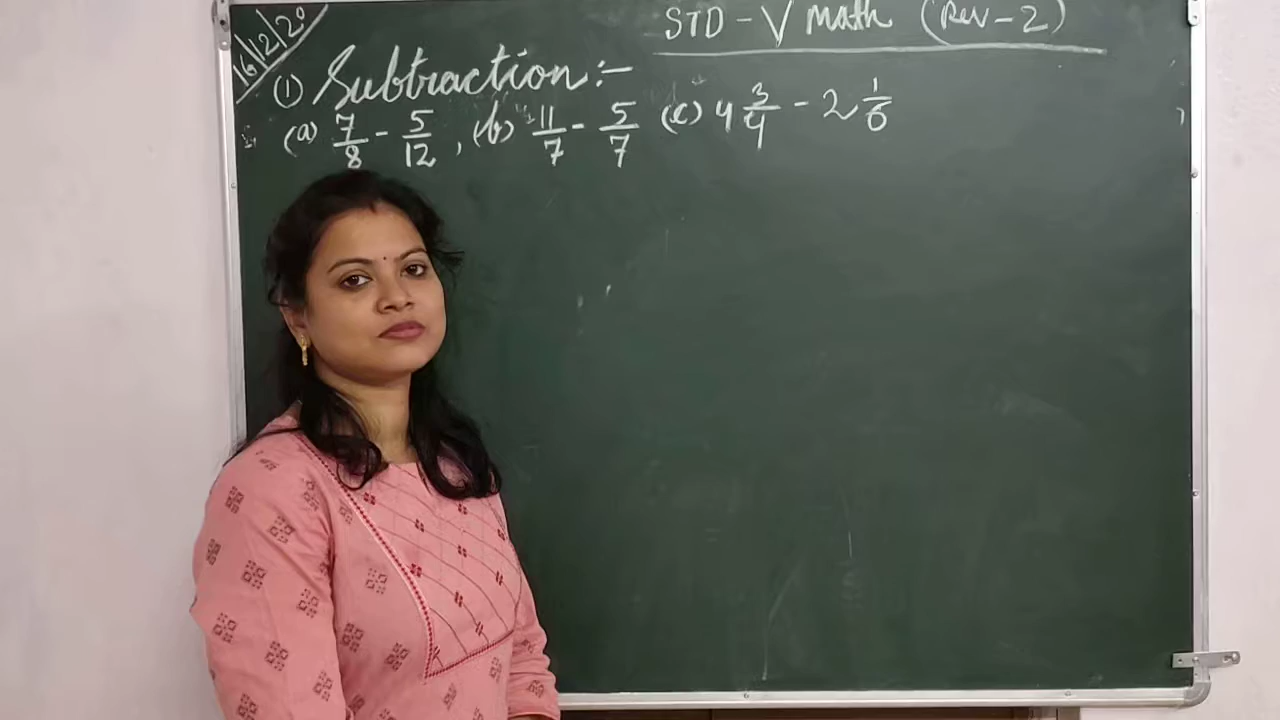 16/12/20
STD - V Math (Rev - 2)
① Subtraction :-
(a) 7/8 - 5/12, (b) 11/7 - 5/7 (c) 4 3/4 - 2 1/6